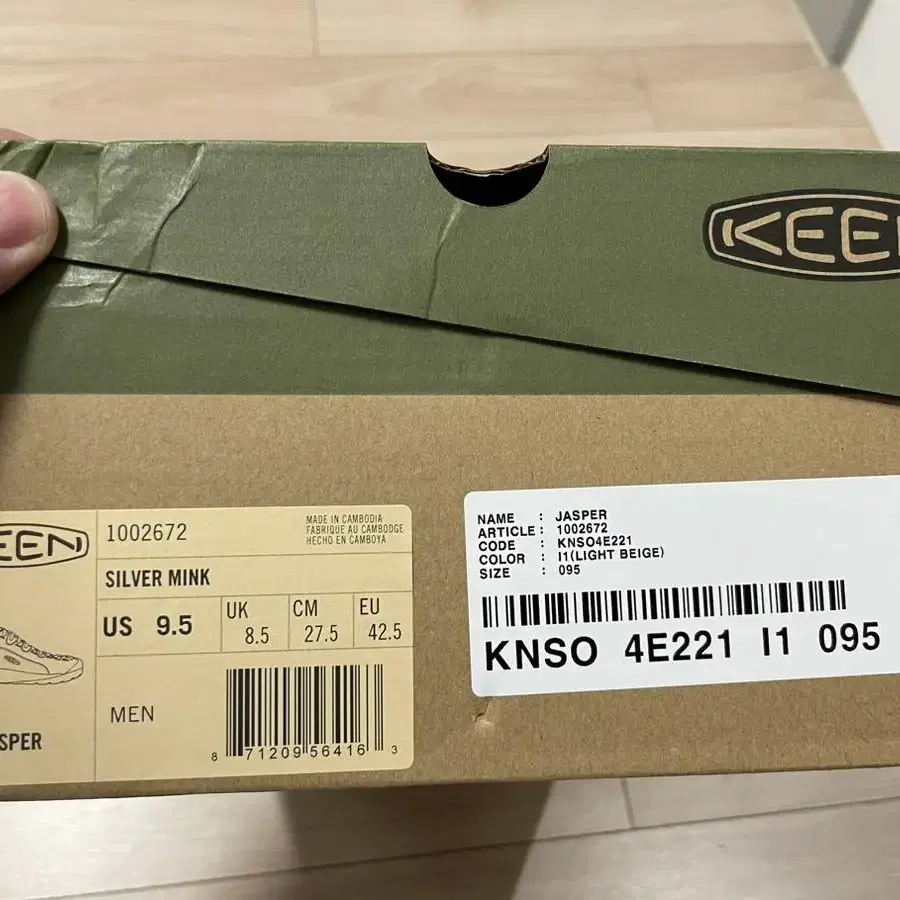 KEEN
KEEN
1002672
MADE IN CAMBODIA
FABRIQUE AU CAMBODGE
HECHO EN CAMBOYA
SILVER MINK
US 9.5
UK 8.5
CM 27.5
EU 42.5
JASPER
MEN
8 71209 56416 3
NAME : JASPER
ARTICLE : 1002672
CODE : KNSO4E221
COLOR : I1(LIGHT BEIGE)
SIZE : 095
KNSO 4E221 I1 095